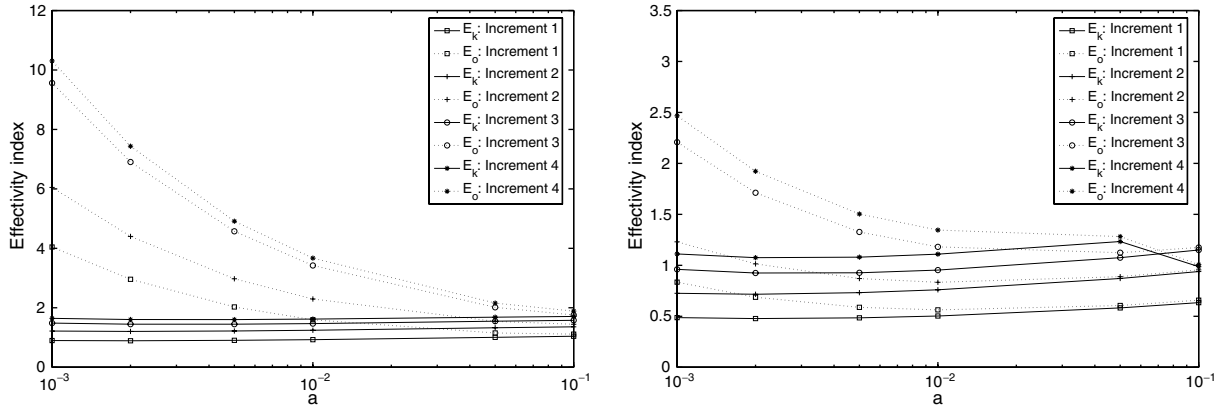 12
10
8
6
4
2
0
Effectivity index
10⁻³
10⁻²
10⁻¹
a
E_k: Increment 1
E_o: Increment 1
E_k: Increment 2
E_o: Increment 2
E_k: Increment 3
E_o: Increment 3
E_k: Increment 4
E_o: Increment 4
3.5
3
2.5
2
1.5
1
0.5
0
Effectivity index
10⁻³
10⁻²
10⁻¹
a
E_k: Increment 1
E_o: Increment 1
E_k: Increment 2
E_o: Increment 2
E_k: Increment 3
E_o: Increment 3
E_k: Increment 4
E_o: Increment 4